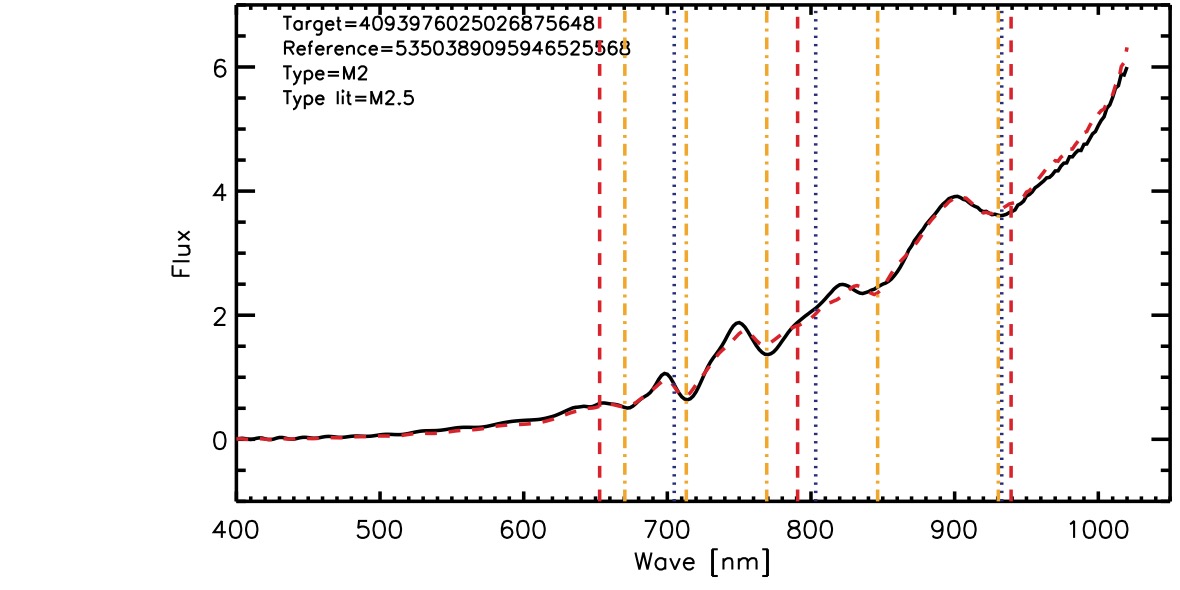 Target=4093976025026875648
Reference=5350389095946525568
Type=M2
Type lit=M2.5
6
4
2
0
Flux
400 500 600 700 800 900 1000
Wave [nm]